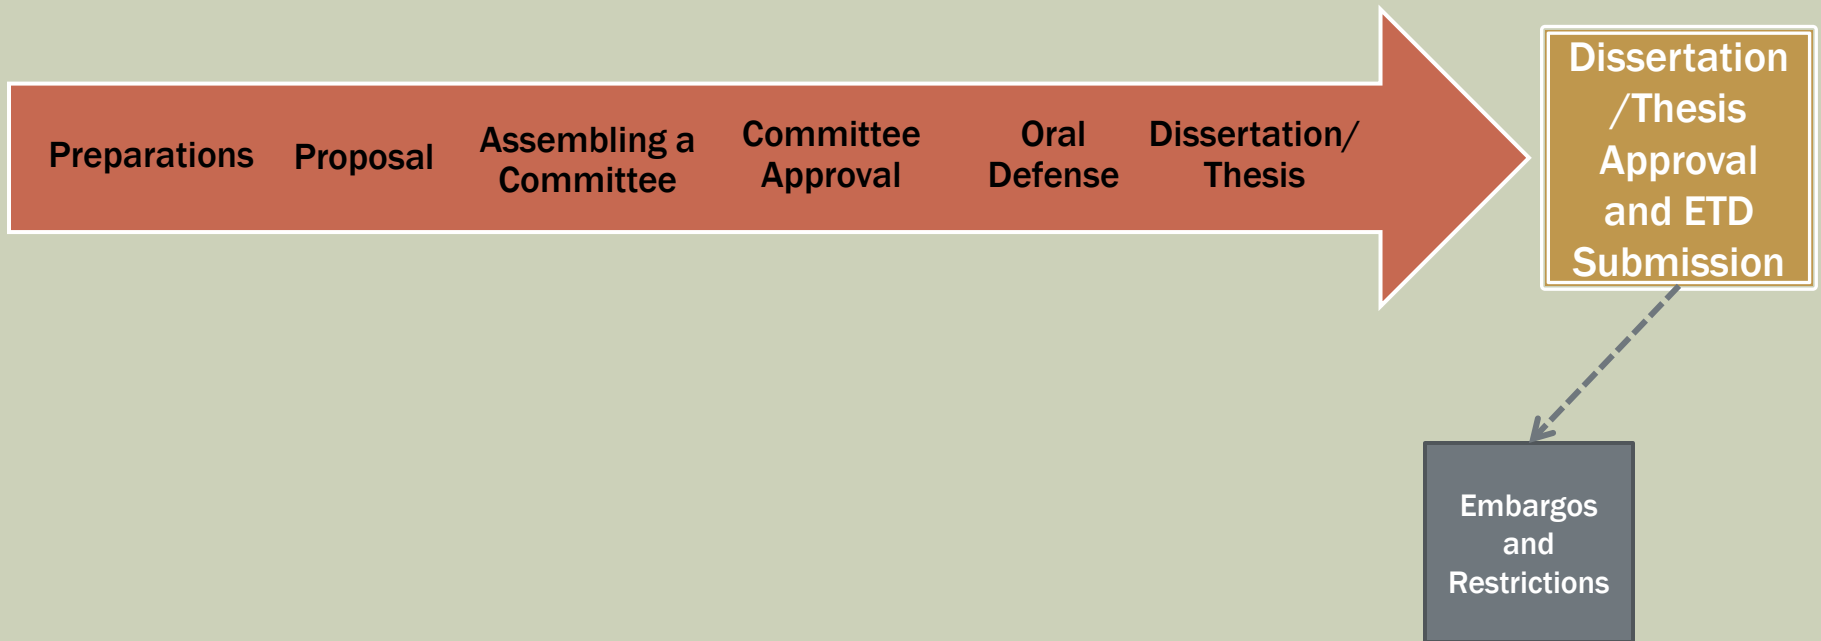 Preparations
Proposal
Assembling a
Committee
Committee
Approval
Oral
Defense
Dissertation/
Thesis
Dissertation
/Thesis
Approval
and ETD
Submission
Embargos
and
Restrictions